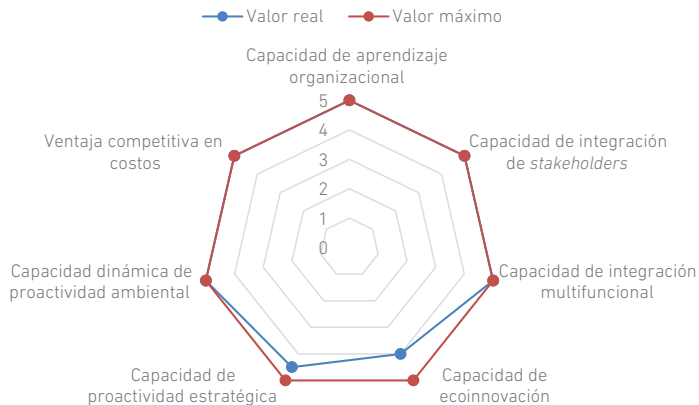 Valor real Valor máximo
Capacidad de aprendizaje
organizacional
5
4
3
2
1
0
Ventaja competitiva en
costos
Capacidad de integración
de stakeholders
Capacidad dinámica de
proactividad ambiental
Capacidad de integración
multifuncional
Capacidad de
proactividad estratégica
Capacidad de
ecoinnovación